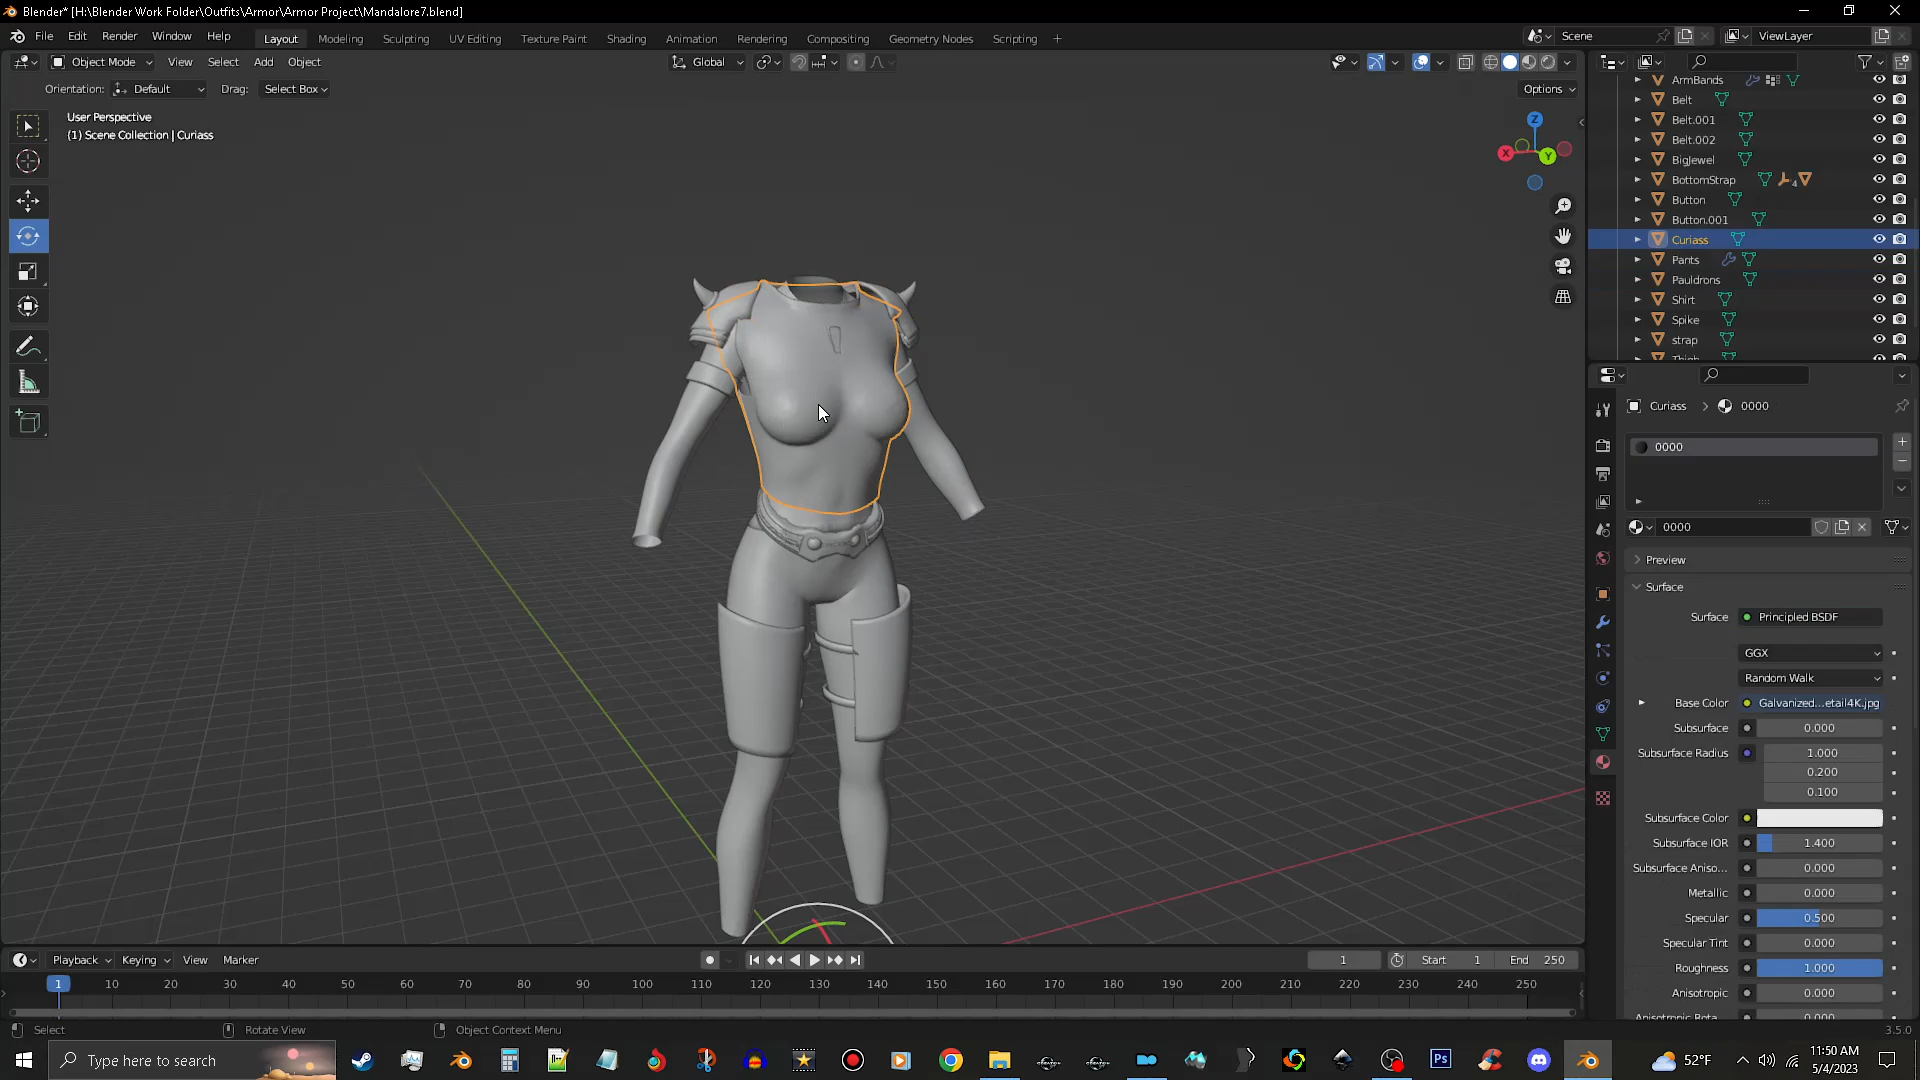 Blender* [H:\Blender Work Folder\Outfits\Armor\Armor Project\Mandalore7.blend]
File Edit Render Window Help Layout Modeling Sculpting UV Editing Texture Paint Shading Animation Rendering Compositing Geometry Nodes Scripting + Scene ViewLayer
Object Mode View Select Add Object Global
Orientation: Default Drag: Select Box Options
User Perspective
(1) Scene Collection | Curiass
Z
X Y
ArmBands
Belt
Belt.001
Belt.002
BigJewel
BottomStrap 4
Button
Button.001
Curiass
Pants
Pauldrons
Shirt
Spike
strap
Thigh
Curiass > 0000
0000
0000
Preview
Surface
Surface Principled BSDF
GGX
Random Walk
Base Color Galvanized...etail4K.jpg
Subsurface 0.000
Subsurface Radius 1.000
0.200
0.100
Subsurface Color
Subsurface IOR 1.400
Subsurface Aniso... 0.000
Metallic 0.000
Specular 0.500
Specular Tint 0.000
Roughness 1.000
Anisotropic 0.000
Anisotropic Rota... 0.000
Playback Keying View Marker 1 Start 1 End 250
1 10 20 30 40 50 60 70 80 90 100 110 120 130 140 150 160 170 180 190 200 210 220 230 240 250
Select Rotate View Object Context Menu 3.5.0
Type here to search Ps 52°F 11:50 AM
5/4/2023